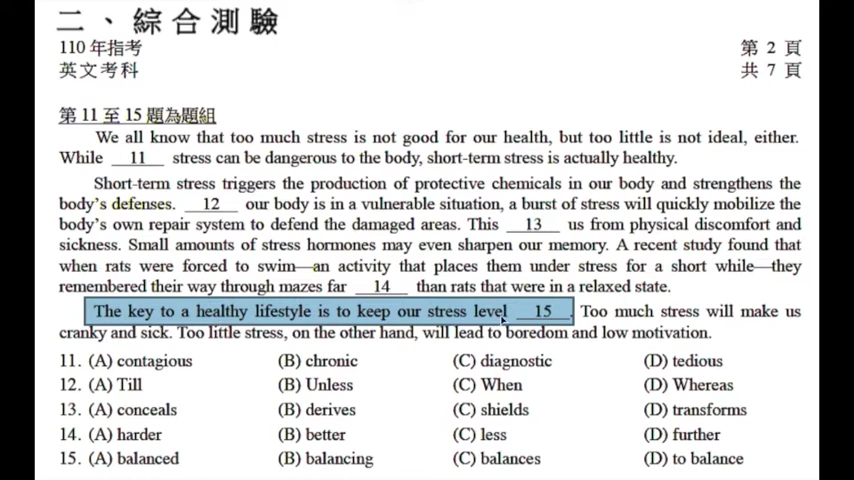 二、綜合測驗
110 年指考
第 2 頁
英文考科
共 7 頁
第 11 至 15 題為題組
We all know that too much stress is not good for our health, but too little is not ideal, either.
While 11 stress can be dangerous to the body, short-term stress is actually healthy.
Short-term stress triggers the production of protective chemicals in our body and strengthens the
body's defenses. 12 our body is in a vulnerable situation, a burst of stress will quickly mobilize the
body's own repair system to defend the damaged areas. This 13 us from physical discomfort and
sickness. Small amounts of stress hormones may even sharpen our memory. A recent study found that
when rats were forced to swim—an activity that places them under stress for a short while—they
remembered their way through mazes far 14 than rats that were in a relaxed state.
The key to a healthy lifestyle is to keep our stress level 15 . Too much stress will make us
cranky and sick. Too little stress, on the other hand, will lead to boredom and low motivation.
11. (A) contagious (B) chronic (C) diagnostic (D) tedious
12. (A) Till (B) Unless (C) When (D) Whereas
13. (A) conceals (B) derives (C) shields (D) transforms
14. (A) harder (B) better (C) less (D) further
15. (A) balanced (B) balancing (C) balances (D) to balance